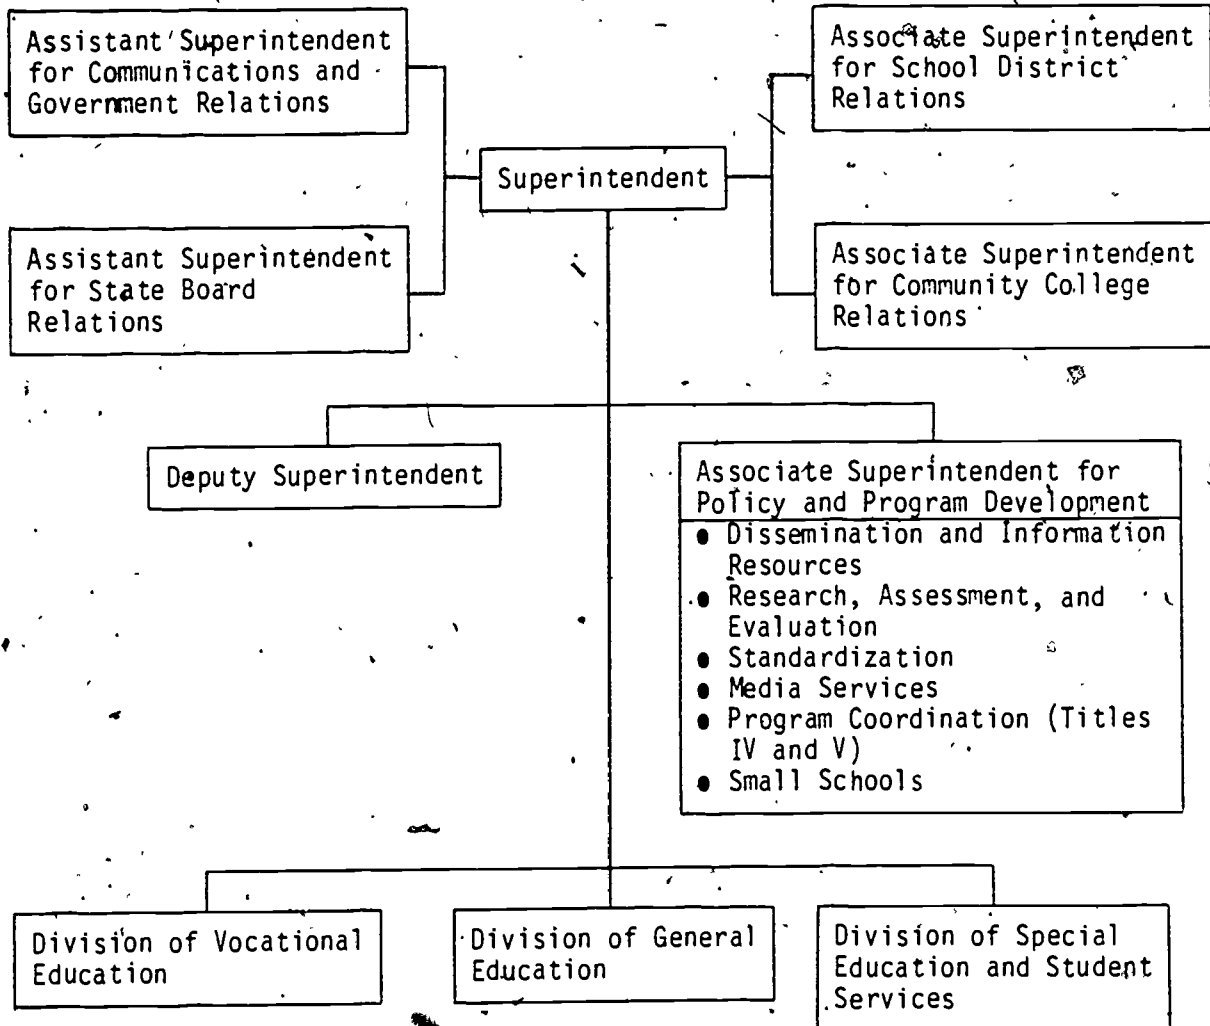 Assistant Superintendent
for Communications and
Government Relations
Associate Superintendent
for School District
Relations
Superintendent
Assistant Superintendent
for State Board
Relations
Associate Superintendent
for Community College
Relations
Deputy Superintendent
Associate Superintendent for
Policy and Program Development
● Dissemination and Information
Resources
● Research, Assessment, and
Evaluation
● Standardization
● Media Services
● Program Coordination (Titles
IV and V)
● Small Schools
Division of Vocational
Education
Division of General
Education
Division of Special
Education and Student
Services